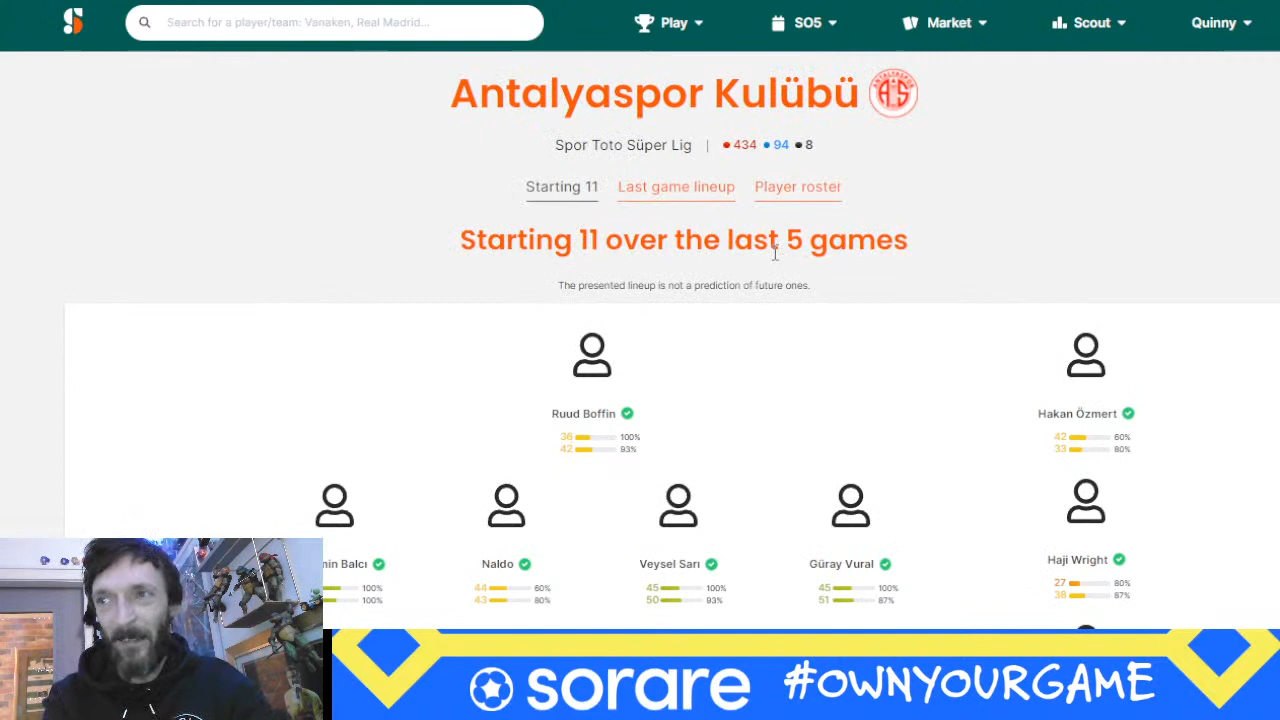 Search for a player/team: Vanaken, Real Madrid...
Play
SO5
Market
Scout
Quinny
Antalyaspor Kulübü
Spor Toto Süper Lig | 434 94 8
Starting 11 Last game lineup Player roster
Starting 11 over the last 5 games
The presented lineup is not a prediction of future ones.
Ruud Boffin
36 100%
42 93%
Hakan Özmert
42 60%
33 80%
min Balcı
100%
100%
Naldo
44 60%
43 80%
Veysel Sarı
45 100%
50 93%
Güray Vural
45 100%
51 87%
Haji Wright
27 80%
38 87%
sorare #OWNYOURGAME